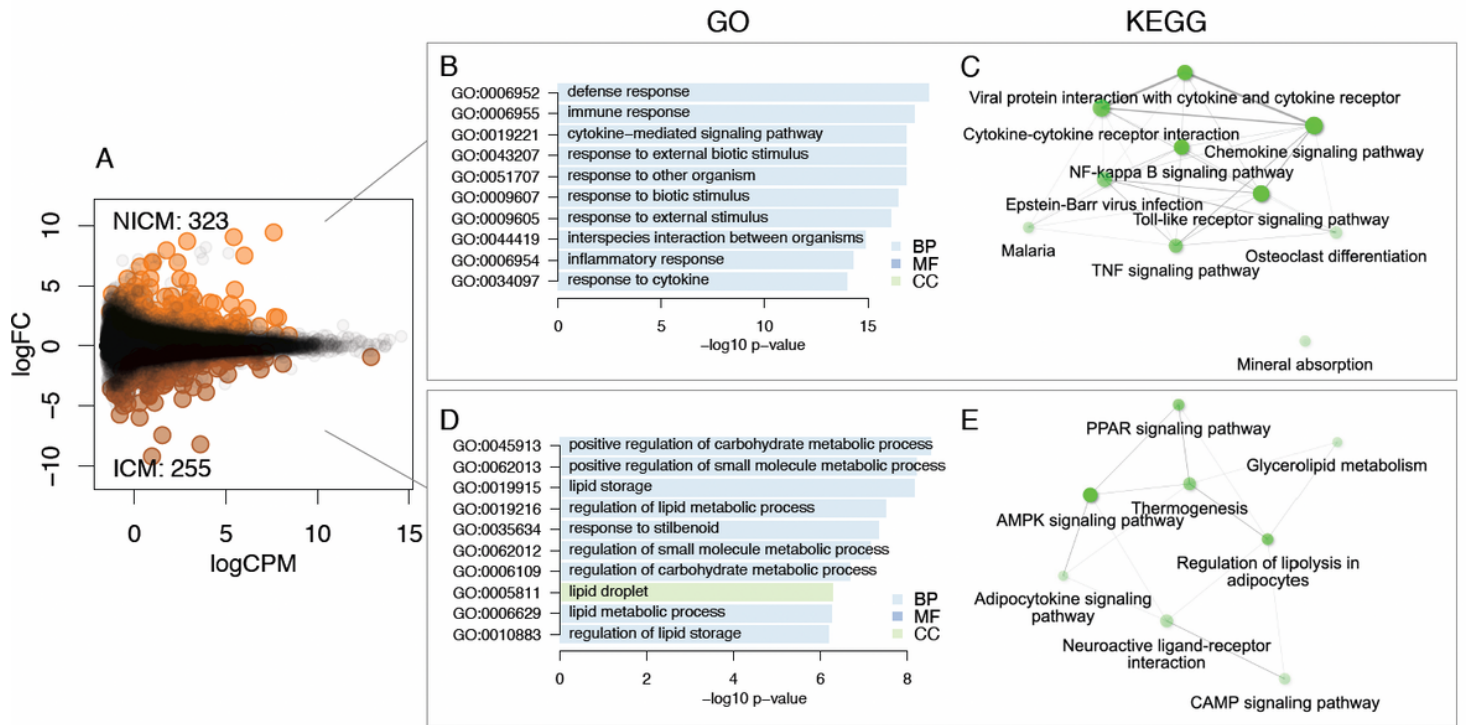 GO
KEGG
A
logFC
10
5
0
−5
−10
NICM: 323
ICM: 255
0
5
10
15
logCPM
B
GO:0006952
defense response
GO:0006955
immune response
GO:0019221
cytokine−mediated signaling pathway
GO:0043207
response to external biotic stimulus
GO:0051707
response to other organism
GO:0009607
response to biotic stimulus
GO:0009605
response to external stimulus
GO:0044419
interspecies interaction between organisms
GO:0006954
inflammatory response
GO:0034097
response to cytokine
BP
MF
CC
0
5
10
15
−log10 p−value
C
Viral protein interaction with cytokine and cytokine receptor
Cytokine-cytokine receptor interaction
Chemokine signaling pathway
NF-kappa B signaling pathway
Epstein-Barr virus infection
Toll-like receptor signaling pathway
Malaria
Osteoclast differentiation
TNF signaling pathway
Mineral absorption
D
GO:0045913
positive regulation of carbohydrate metabolic process
GO:0062013
positive regulation of small molecule metabolic process
GO:0019915
lipid storage
GO:0019216
regulation of lipid metabolic process
GO:0035634
response to stilbenoid
GO:0062012
regulation of small molecule metabolic process
GO:0006109
regulation of carbohydrate metabolic process
GO:0005811
lipid droplet
GO:0006629
lipid metabolic process
GO:0010883
regulation of lipid storage
BP
MF
CC
0
2
4
6
8
−log10 p−value
E
PPAR signaling pathway
Glycerolipid metabolism
Thermogenesis
AMPK signaling pathway
Regulation of lipolysis in
adipocytes
Adipocytokine signaling
pathway
Neuroactive ligand-receptor
interaction
CAMP signaling pathway